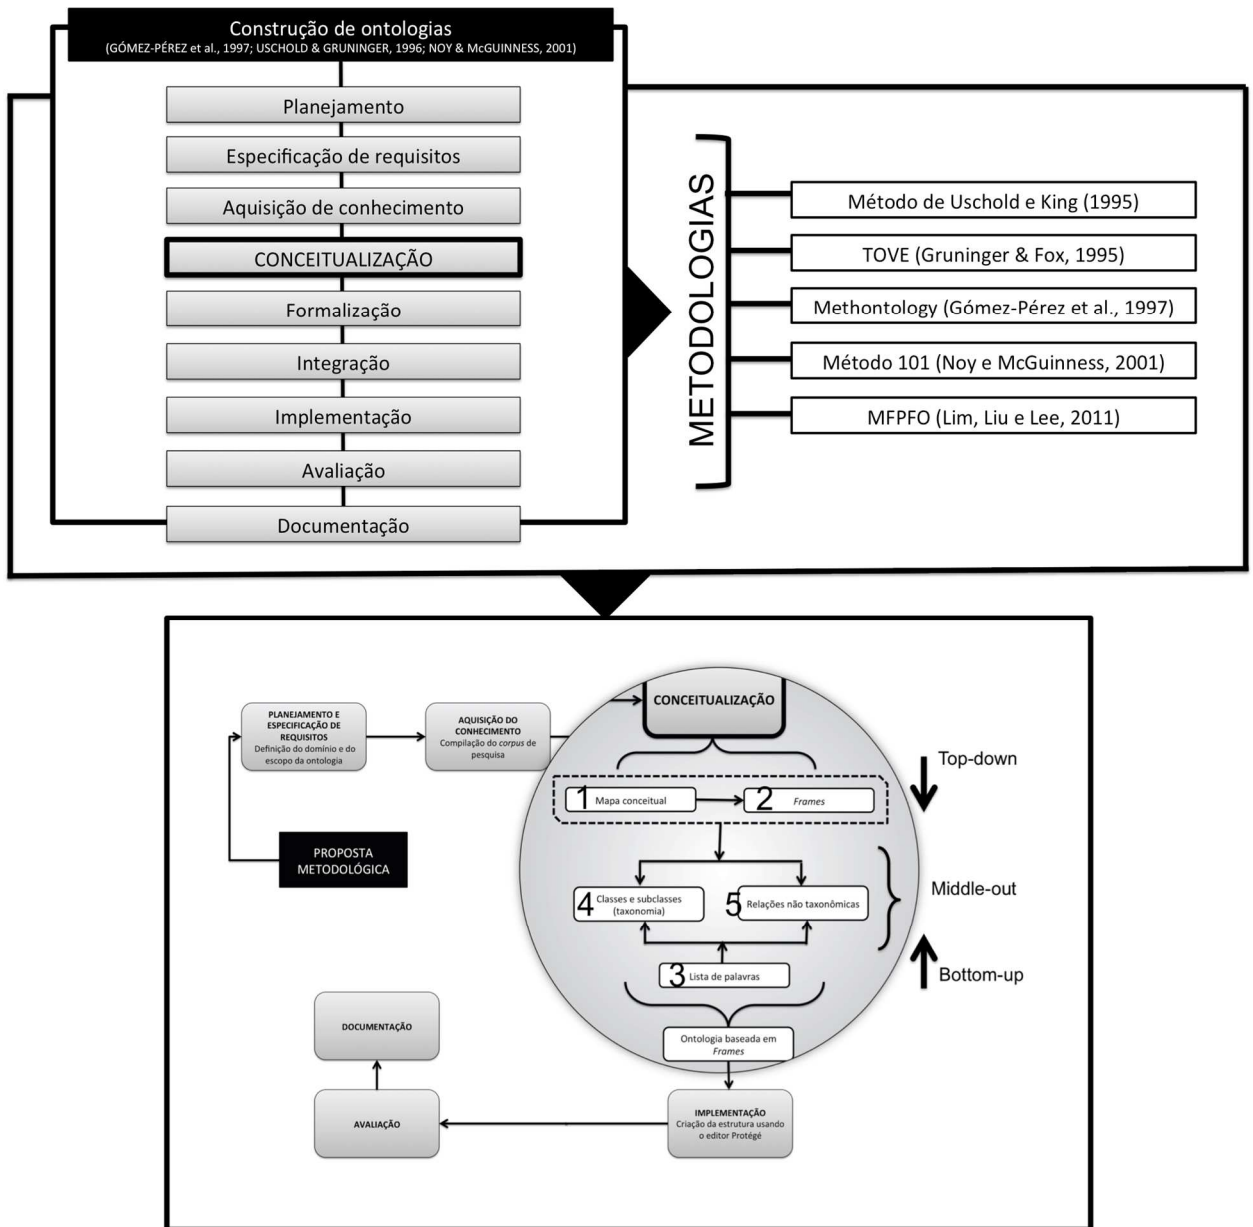 Construção de ontologias
(GÓMEZ-PÉREZ et al., 1997; USCHOLD & GRUNINGER, 1996; NOY & McGUINNESS, 2001)
Planejamento
Especificação de requisitos
Aquisição de conhecimento
CONCEITUALIZAÇÃO
Formalização
Integração
Implementação
Avaliação
Documentação
METODOLOGIAS
Método de Uschold e King (1995)
TOVE (Gruninger & Fox, 1995)
Methontology (Gómez-Pérez et al., 1997)
Método 101 (Noy e McGuinness, 2001)
MFPFO (Lim, Liu e Lee, 2011)
PROPOSTA
METODOLÓGICA
PLANEJAMENTO E
ESPECIFICAÇÃO DE
REQUISITOS
Definição do domínio e do
escopo da ontologia
AQUISIÇÃO DO
CONHECIMENTO
Compilação do corpus de
pesquisa
CONCEITUALIZAÇÃO
1 Mapa conceitual
2 Frames
4 Classes e subclasses
(taxonomia)
5 Relações não taxonômicas
3 Lista de palavras
Ontologia baseada em
Frames
Top-down
Middle-out
Bottom-up
IMPLEMENTAÇÃO
Criação da estrutura usando
o editor Protégé
AVALIAÇÃO
DOCUMENTAÇÃO